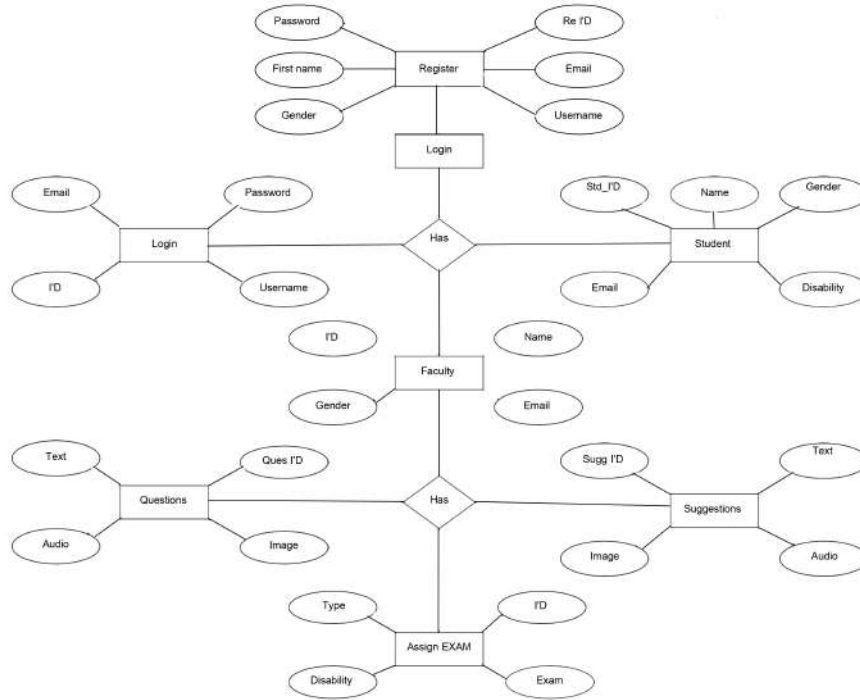 Password
Re I'D
First name
Register
Email
Gender
Username
Login
Email
Password
Std_I'D
Name
Gender
Login
Has
Student
I'D
Username
Email
Disability
I'D
Name
Faculty
Gender
Email
Text
Ques I'D
Sugg I'D
Text
Questions
Has
Suggestions
Audio
Image
Image
Audio
Type
I'D
Assign EXAM
Disability
Exam